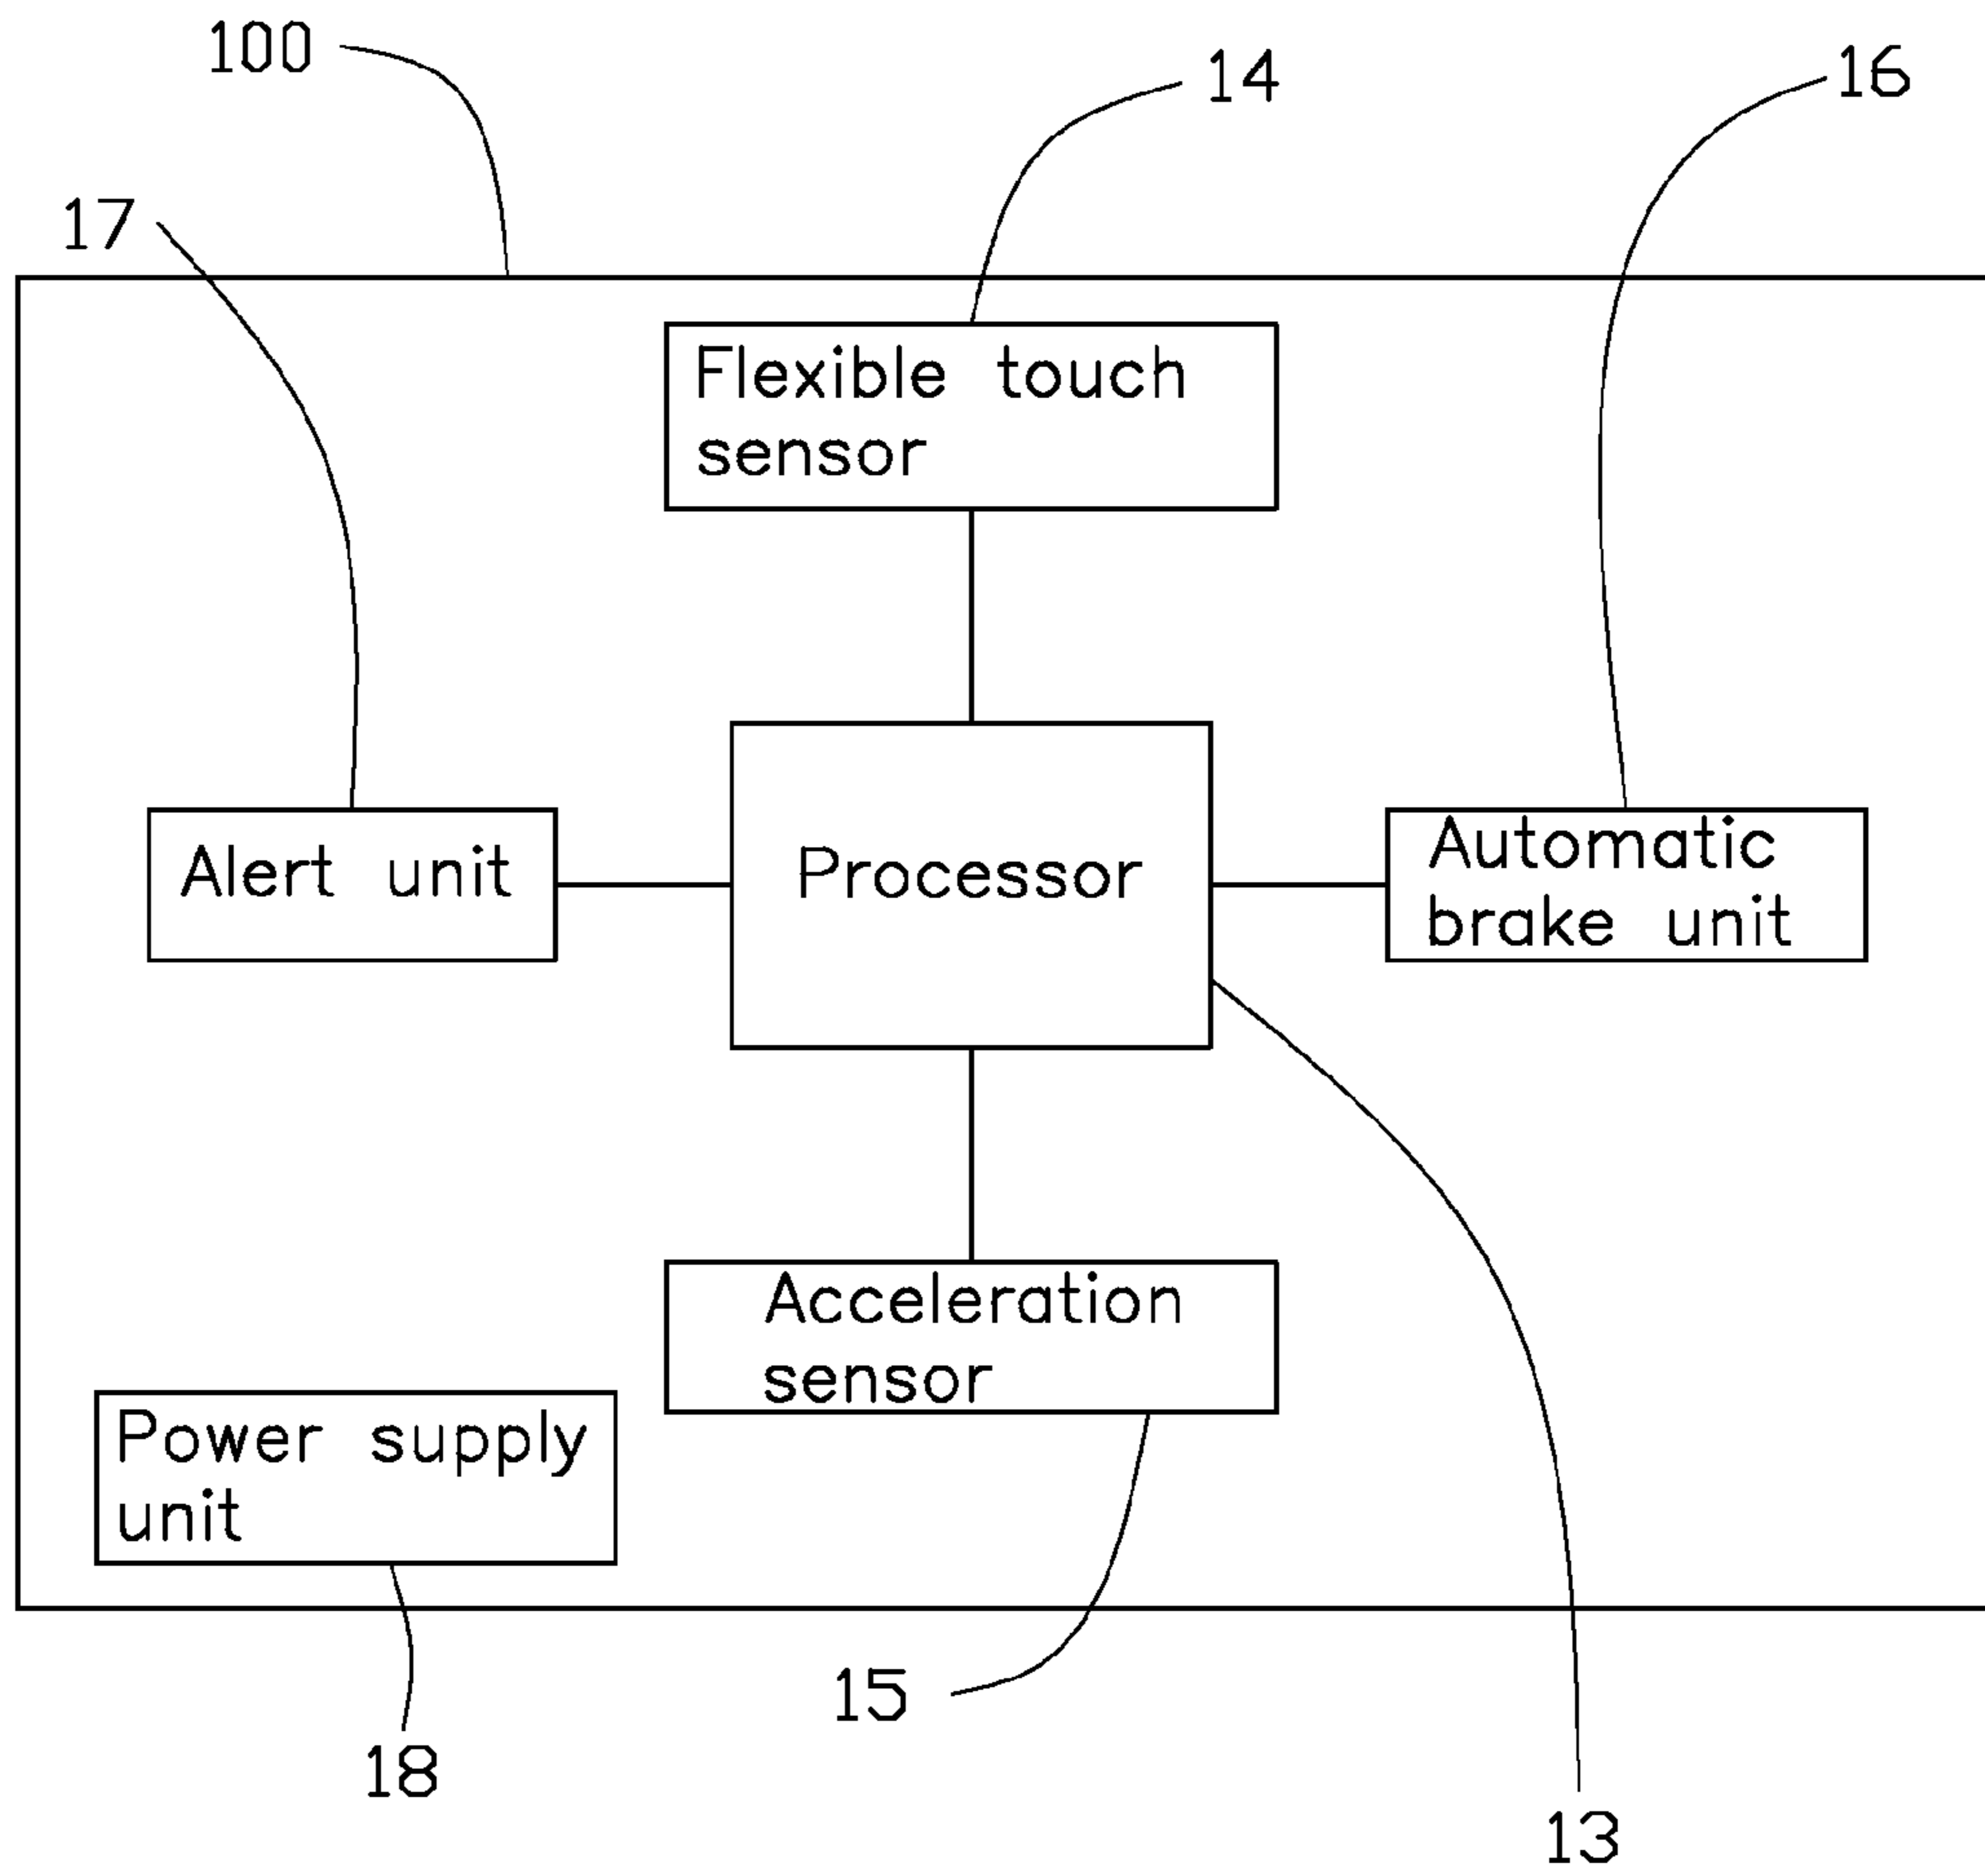 100
14
16
17
Flexible touch
sensor
Alert unit
Processor
Automatic
brake unit
Acceleration
sensor
Power supply
unit
15
18
13